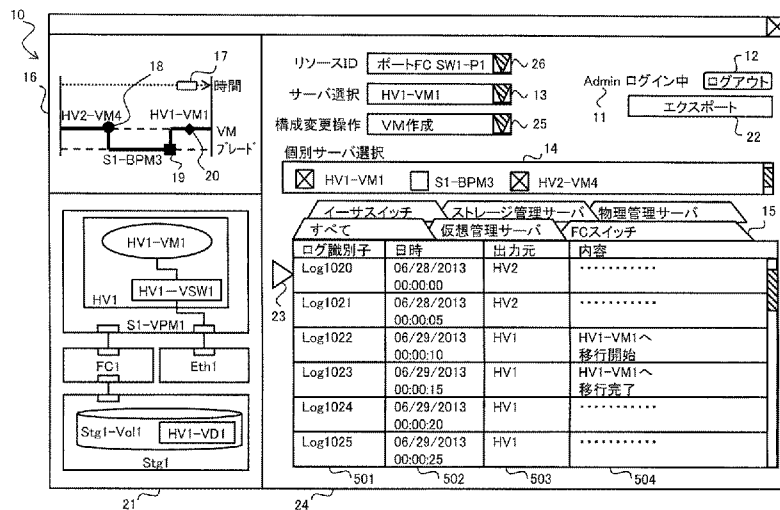 10
16
18
17
時間
HV2-VM4
HV1-VM1
VM
ブレード
S1-BPM3
19
20
リソースID
ポートFC SW1-P1
26
サーバ選択
HV1-VM1
13
構成変更操作
VM作成
25
12
Admin ログイン中
ログアウト
11
エクスポート
22
個別サーバ選択
14
HV1-VM1
S1-BPM3
HV2-VM4
15
イーサスイッチ
ストレージ管理サーバ
物理管理サーバ
すべて
仮想管理サーバ
FCスイッチ
ログ識別子 日時 出力元 内容
23
Log1020 06/28/2013 HV2 ・・・・・・・・・・・
00:00:00
Log1021 06/28/2013 HV2 ・・・・・・・・・
00:00:05
Log1022 06/29/2013 HV1 HV1-VM1へ
00:00:10 移行開始
Log1023 06/29/2013 HV1 HV1-VM1へ
00:00:15 移行完了
Log1024 06/29/2013 HV1 ・・・・・・・・・
00:00:20
Log1025 06/29/2013 HV1 ・・・・・・・・・
00:00:25
501
502
503
504
HV1-VM1
HV1-VSW1
HV1
S1-VPM1
FC1
Eth1
Stg1-Vol1
HV1-VD1
Stg1
21
24